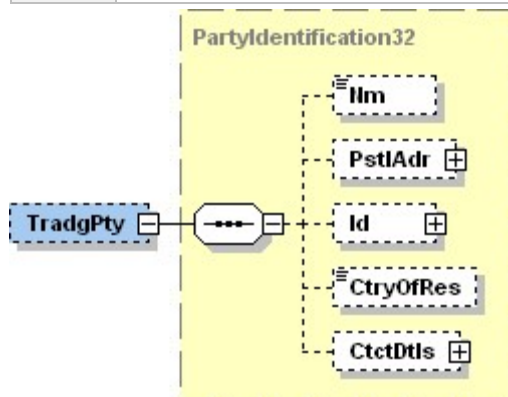 PartyIdentification32
Nm
PstlAdr
TradgPty
Id
CtryOfRes
CtctDtls